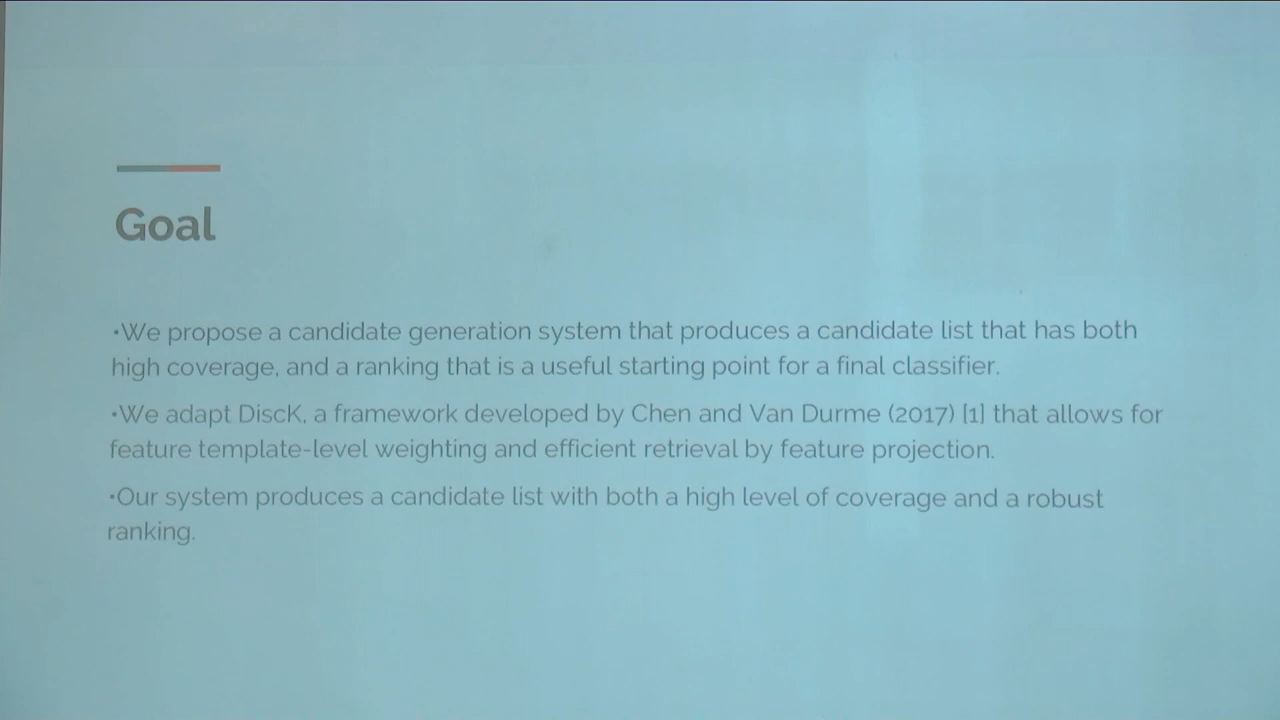 Goal
•We propose a candidate generation system that produces a candidate list that has both
high coverage, and a ranking that is a useful starting point for a final classifier.
•We adapt DiscK, a framework developed by Chen and Van Durme (2017) [1] that allows for
feature template-level weighting and efficient retrieval by feature projection.
•Our system produces a candidate list with both a high level of coverage and a robust
ranking.